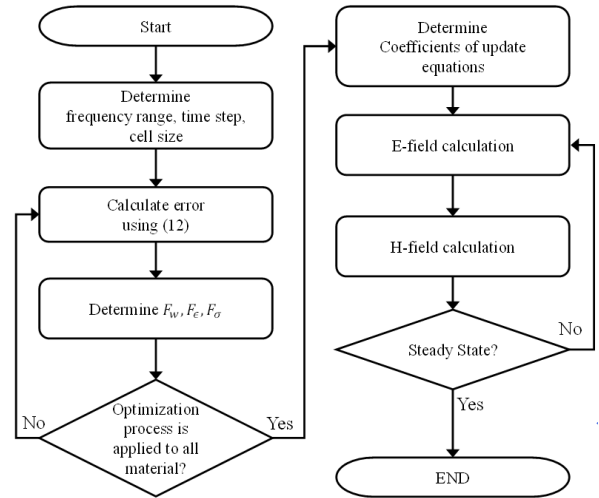 Start
Determine
frequency range, time step,
cell size
Calculate error
using (12)
Determine F_w, F_ϵ, F_σ
Optimization
process is
applied to all
material?
No
Yes
Determine
Coefficients of update
equations
E-field calculation
H-field calculation
Steady State?
No
Yes
END